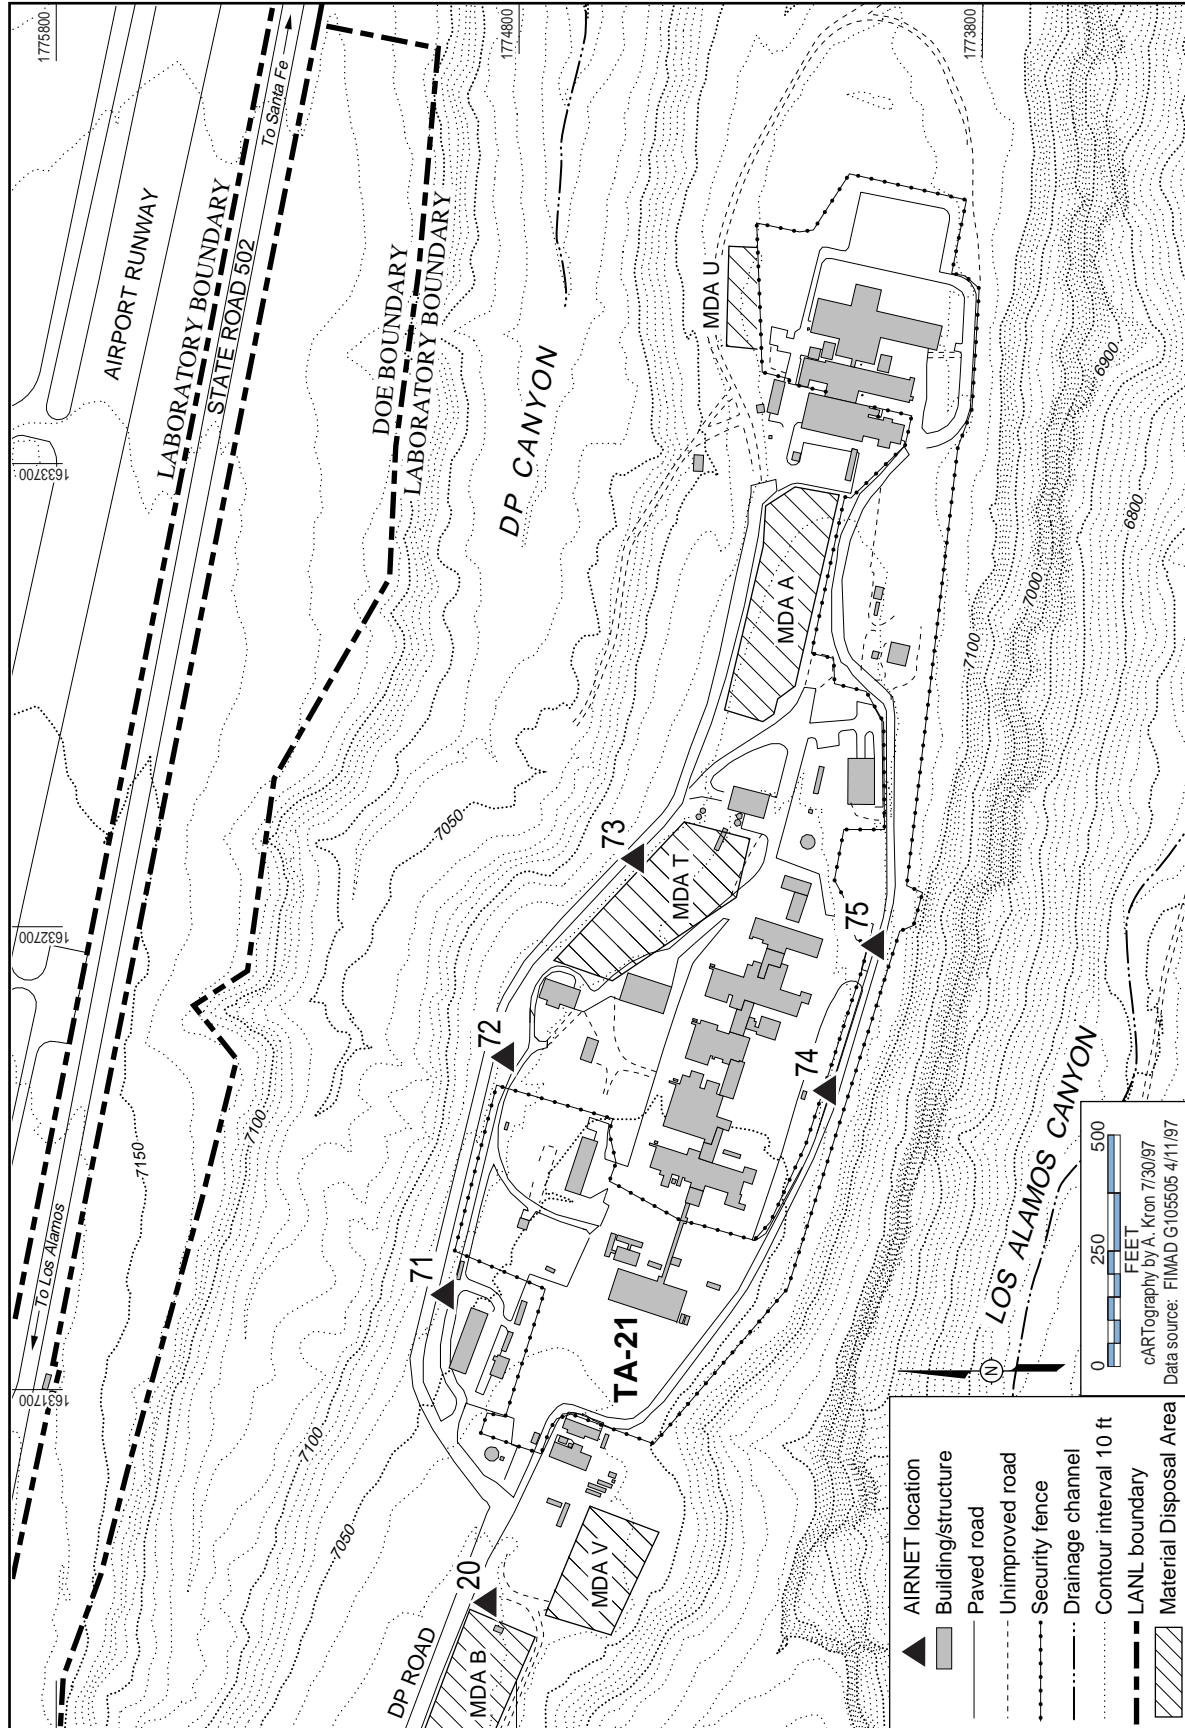 1775800
1774800
1773800
To Santa Fe
AIRPORT RUNWAY
LABORATORY BOUNDARY
STATE ROAD 502
DOE BOUNDARY
LABORATORY BOUNDARY
DP CANYON
MDA U
1633700
6900
6800
7000
7100
MDA A
7050
73
MDA T
1632700
75
72
74
7150
7100
To Los Alamos
71
1631700
TA-21
7100
7050
20
DP ROAD
MDA B
MDA V
LOS ALAMOS CANYON
N
0 250 500
FEET
cARTography by A. Kron 7/30/97
Data source: FIMAD G105505 4/11/97
AIRNET location
Building/structure
Paved road
Unimproved road
Security fence
Drainage channel
Contour interval 10 ft
LANL boundary
Material Disposal Area